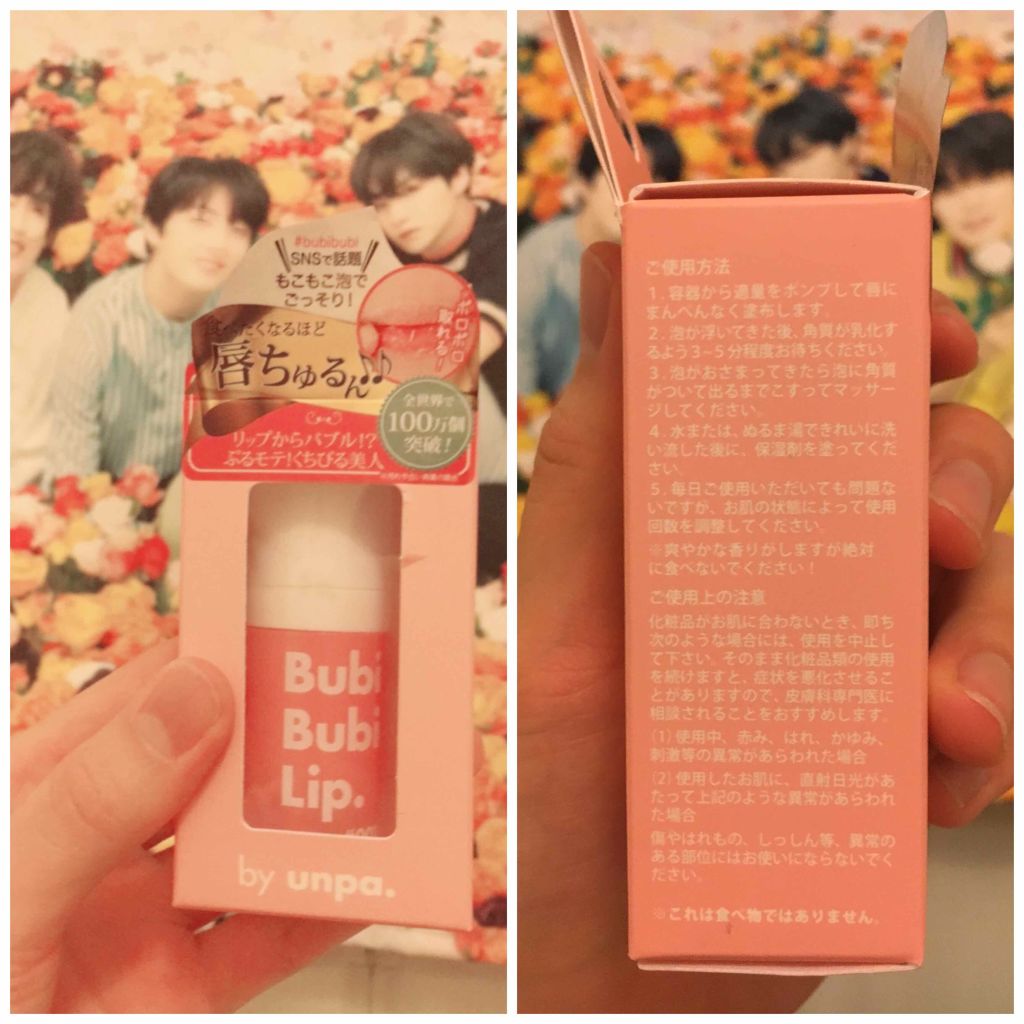 #bubibubi
SNSで話題
もこもこ泡で
ごっそり!
ポロポロ
取れる!
食べたくなるほど
唇ちゅるん♪♪
全世界で
100万個
突破!
リップからバブル!?
ぷるモテ!くちびる美人
Bubi
Bubi
Lip.
by unpa.
ご使用方法
1. 容器から適量をポンプして唇に
まんべんなく塗布します。
2. 泡が浮いてきた後、角質が乳化す
るよう3~5分程度お待ちください。
3. 泡がおさまってきたら泡に角質
がついて出るまでこすってマッサー
ジしてください。
4. 水または、ぬるま湯できれいに洗
い流した後に、保湿剤を塗ってくだ
さい。
5. 毎日ご使用いただいても問題な
いですが、お肌の状態によって使用
回数を調整してください。
※爽やかな香りがしますが絶対
に食べないでください!
ご使用上の注意
化粧品がお肌に合わないとき、即ち
次のような場合には、使用を中止し
て下さい。そのまま化粧品類の使用
を続けますと、症状を悪化させるこ
とがありますので、皮膚科専門医に
相談されることをおすすめします。
(1)使用中、赤み、はれ、かゆみ、
刺激等の異常があらわれた場合
(2)使用したお肌に、直射日光があ
たって上記のような異常があらわれ
た場合
傷やはれもの、しっしん等、異常の
ある部位にはお使いにならないでく
ださい。
※これは食べ物ではありません。